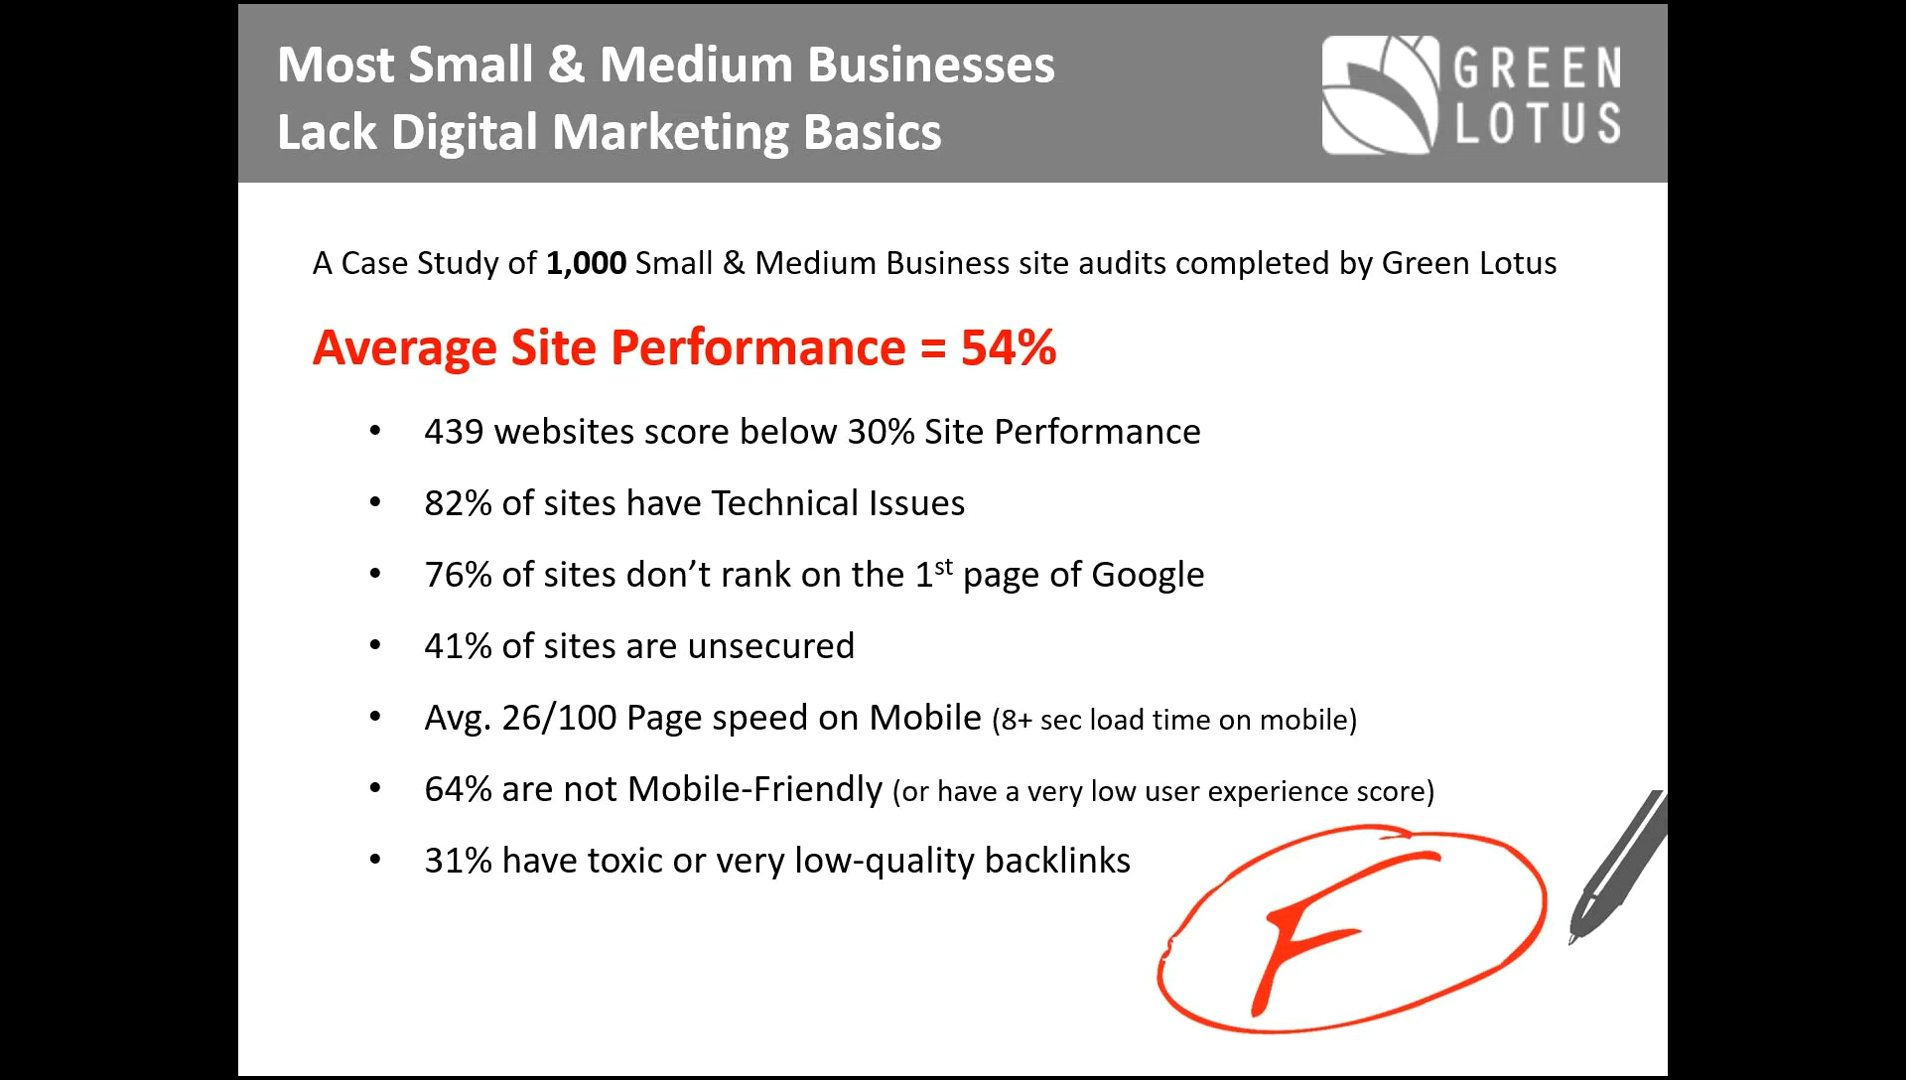 Most Small & Medium Businesses
Lack Digital Marketing Basics
GREEN
LOTUS
A Case Study of 1,000 Small & Medium Business site audits completed by Green Lotus
Average Site Performance = 54%
• 439 websites score below 30% Site Performance
• 82% of sites have Technical Issues
• 76% of sites don’t rank on the 1st page of Google
• 41% of sites are unsecured
• Avg. 26/100 Page speed on Mobile (8+ sec load time on mobile)
• 64% are not Mobile-Friendly (or have a very low user experience score)
• 31% have toxic or very low-quality backlinks
F